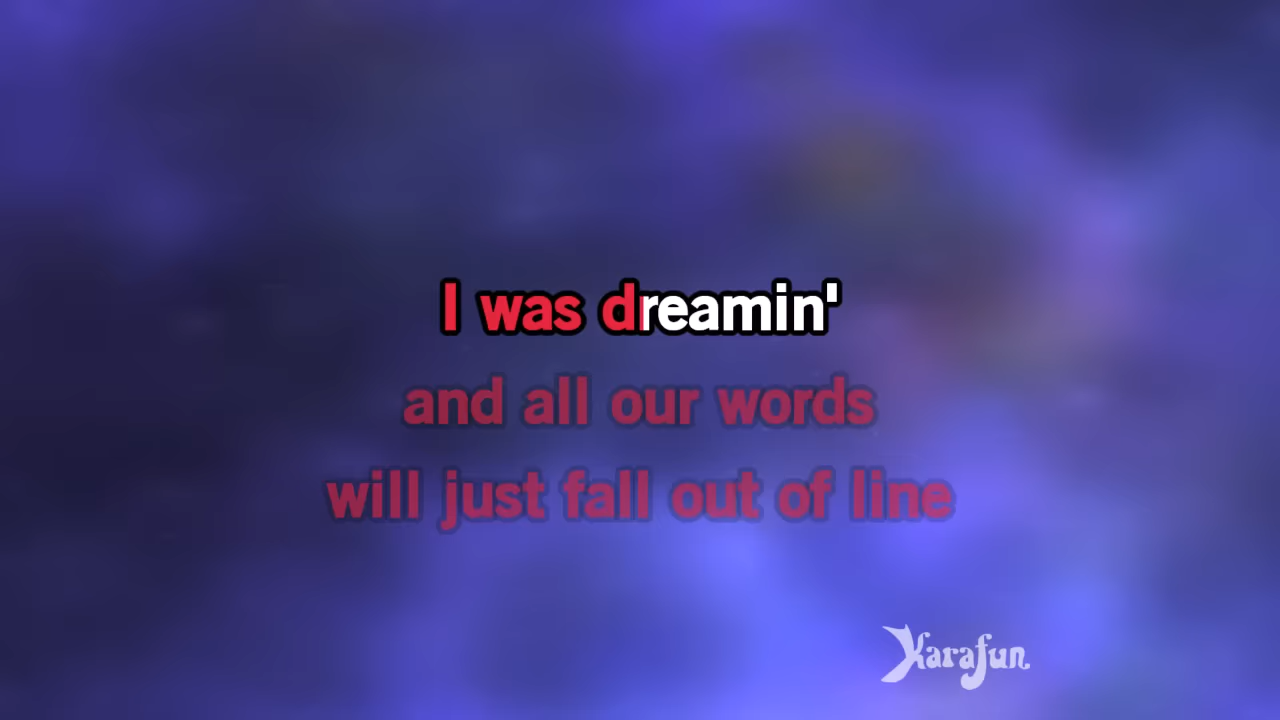 I was dreamin'
and all our words
will just fall out of line
Karafun